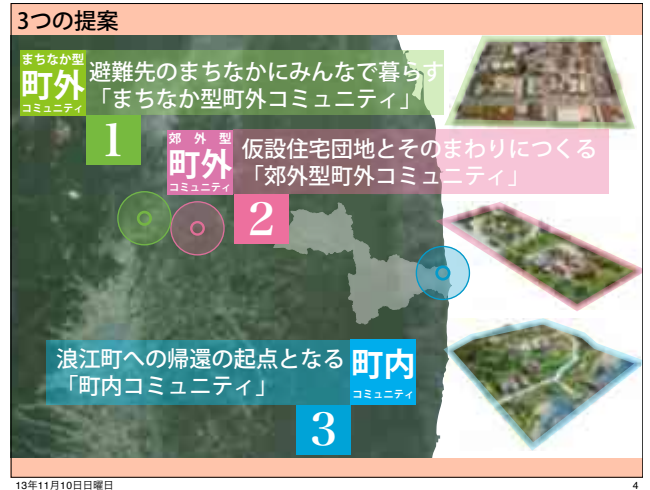 3つの提案
まちなか型
町外
コミュニティ
避難先のまちなかにみんなで暮らす
「まちなか型町外コミュニティ」
1
郊外型
町外
コミュニティ
仮設住宅団地とそのまわりにつくる
「郊外型町外コミュニティ」
2
浪江町への帰還の起点となる
「町内コミュニティ」
町内
コミュニティ
3
13年11月10日日曜日
4